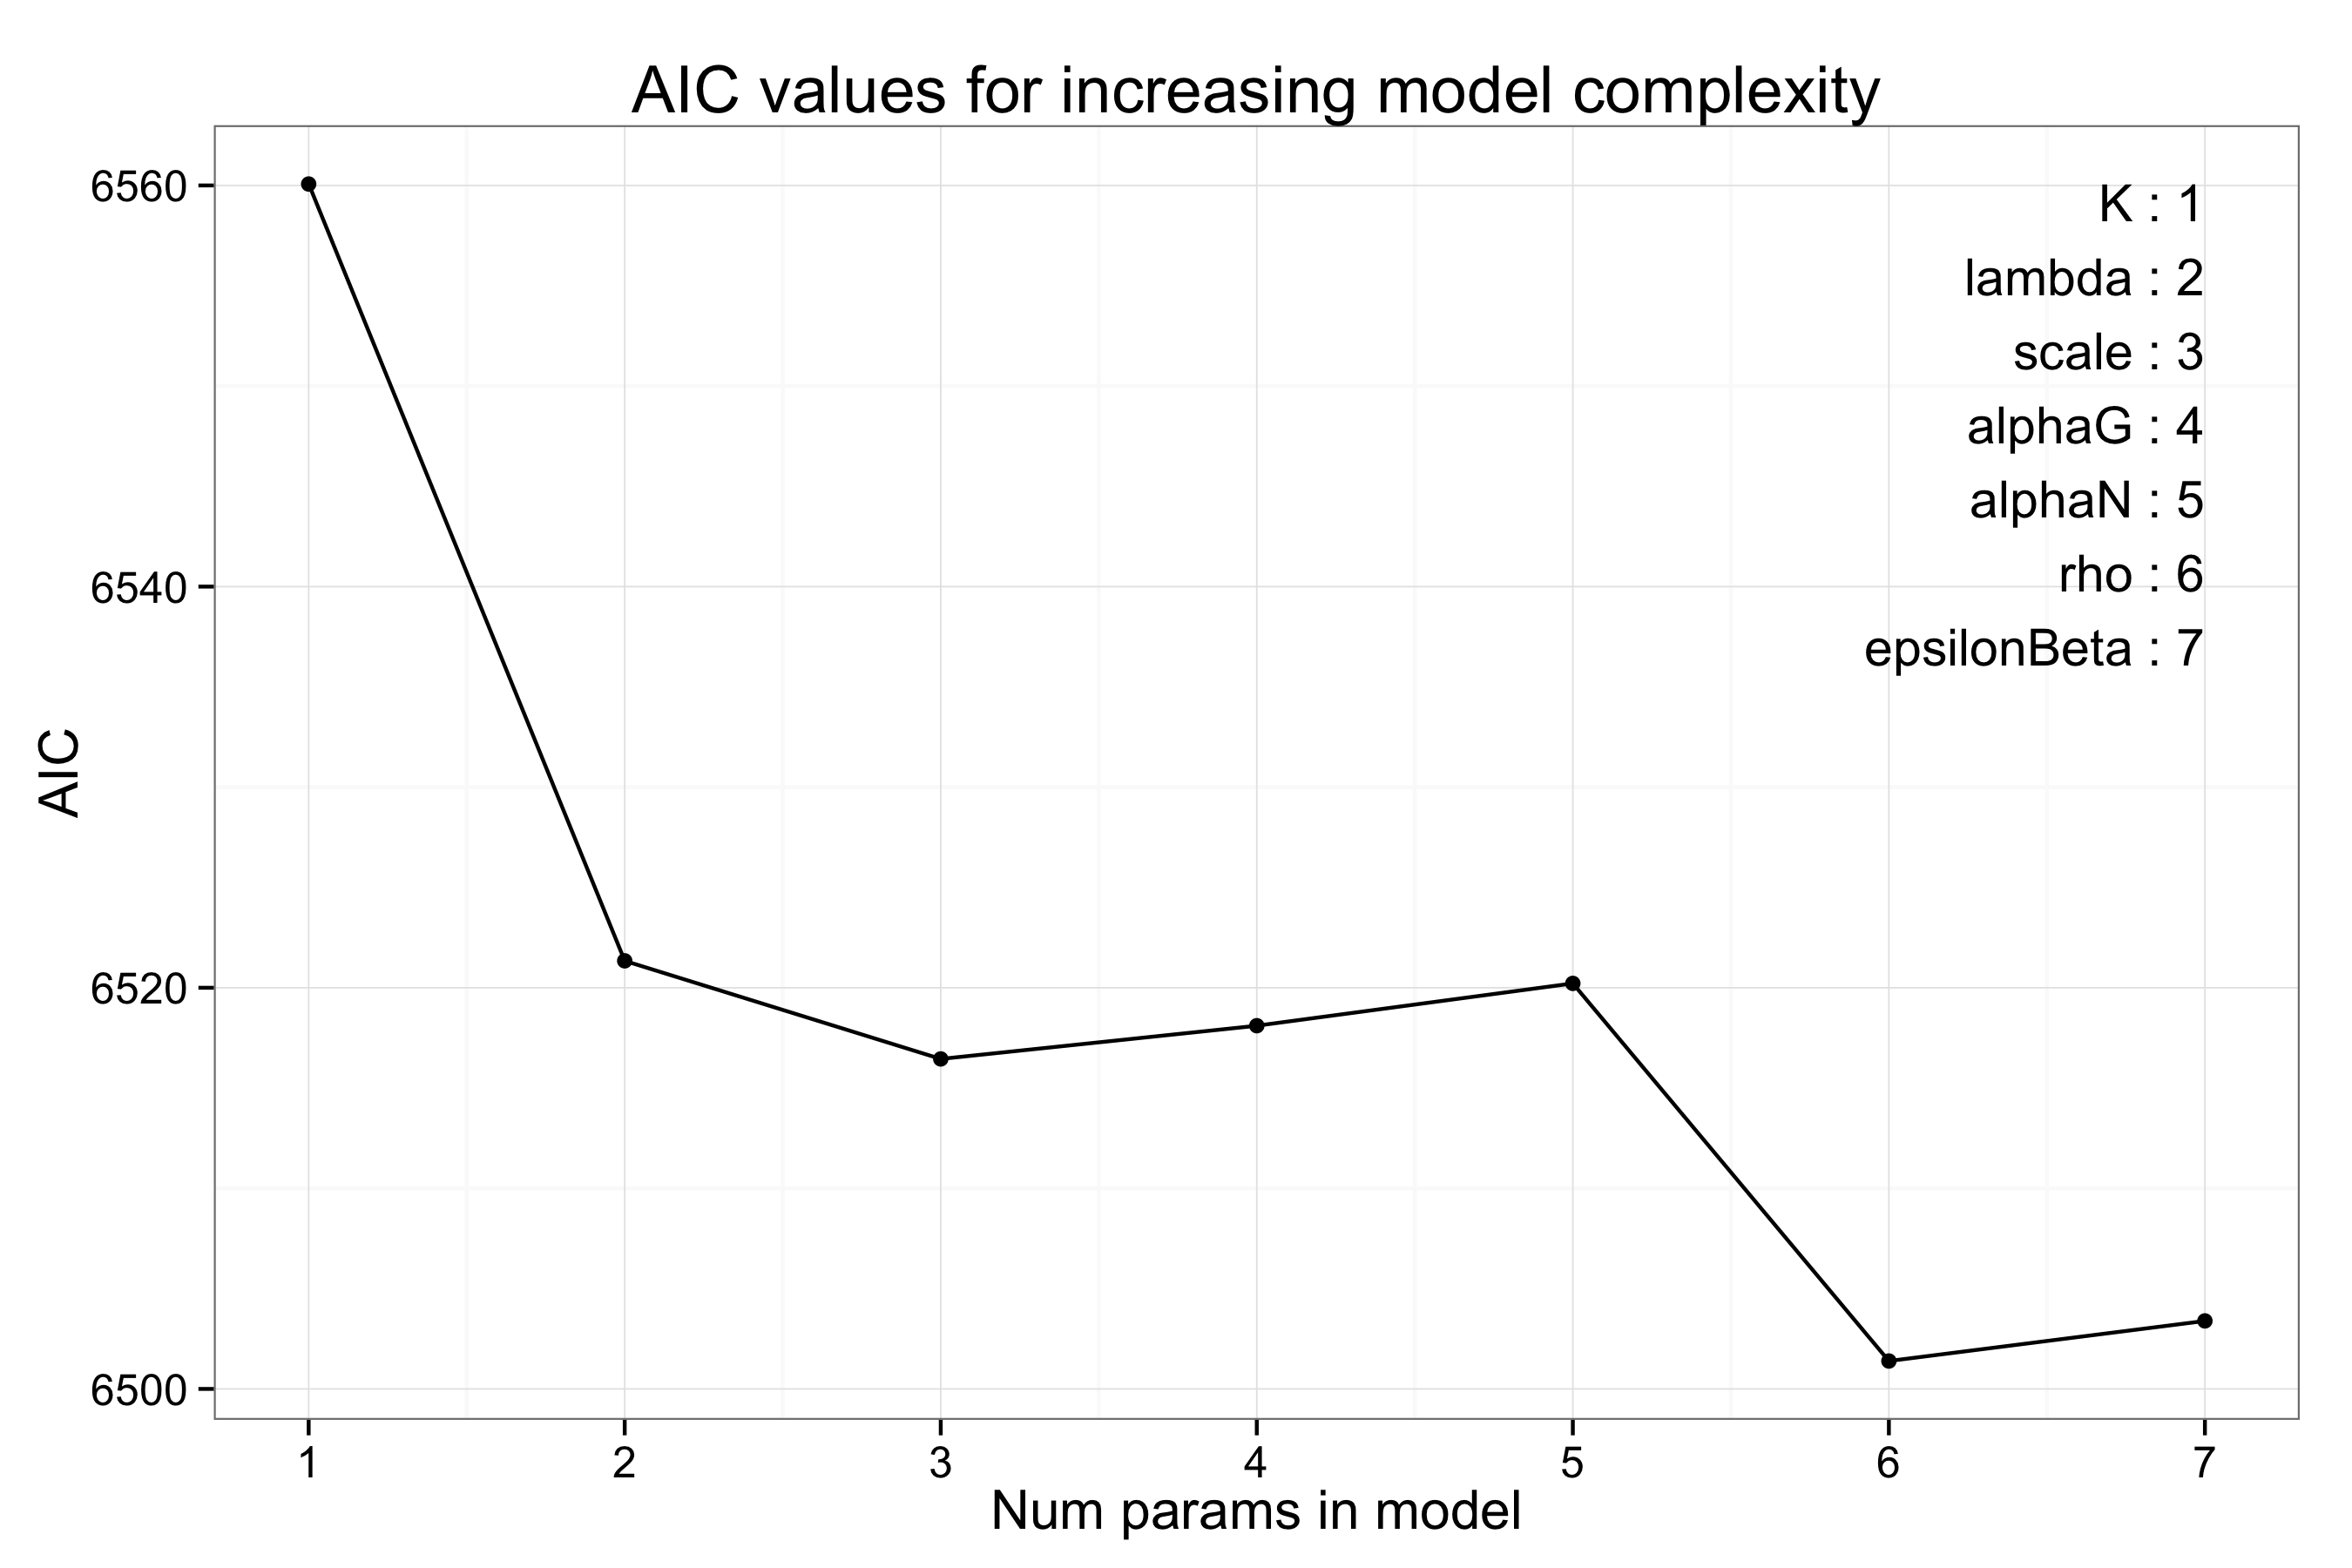 AIC values for increasing model complexity
6560
6540
6520
6500
AIC
K : 1
lambda : 2
scale : 3
alphaG : 4
alphaN : 5
rho : 6
epsilonBeta : 7
1 2 3 4 5 6 7
Num params in model